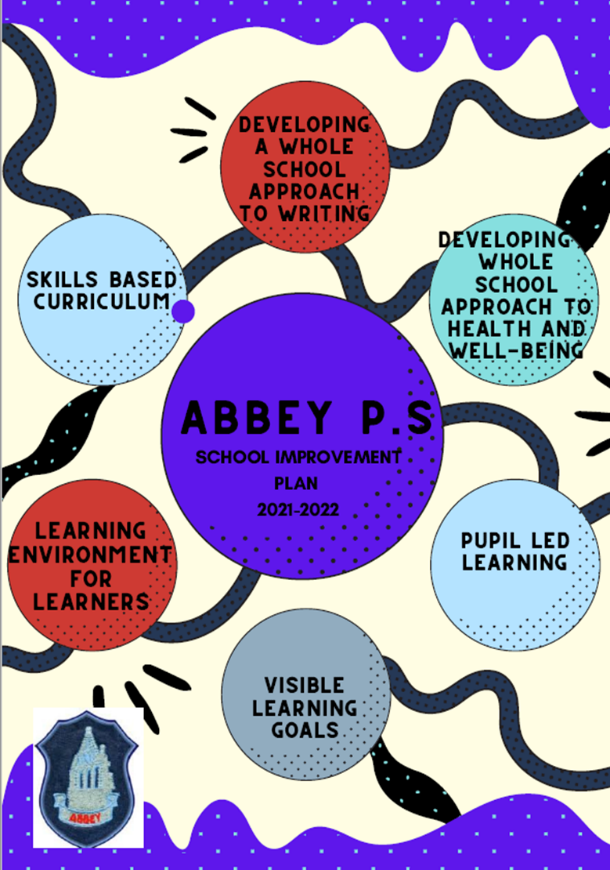 DEVELOPING
A WHOLE
SCHOOL
APPROACH
TO WRITING
SKILLS BASED
CURRICULUM
DEVELOPING
WHOLE
SCHOOL
APPROACH TO
HEALTH AND
WELL-BEING
ABBEY P.S
SCHOOL IMPROVEMENT
PLAN
2021-2022
LEARNING
ENVIRONMENT
FOR
LEARNERS
PUPIL LED
LEARNING
VISIBLE
LEARNING
GOALS
ABBEY